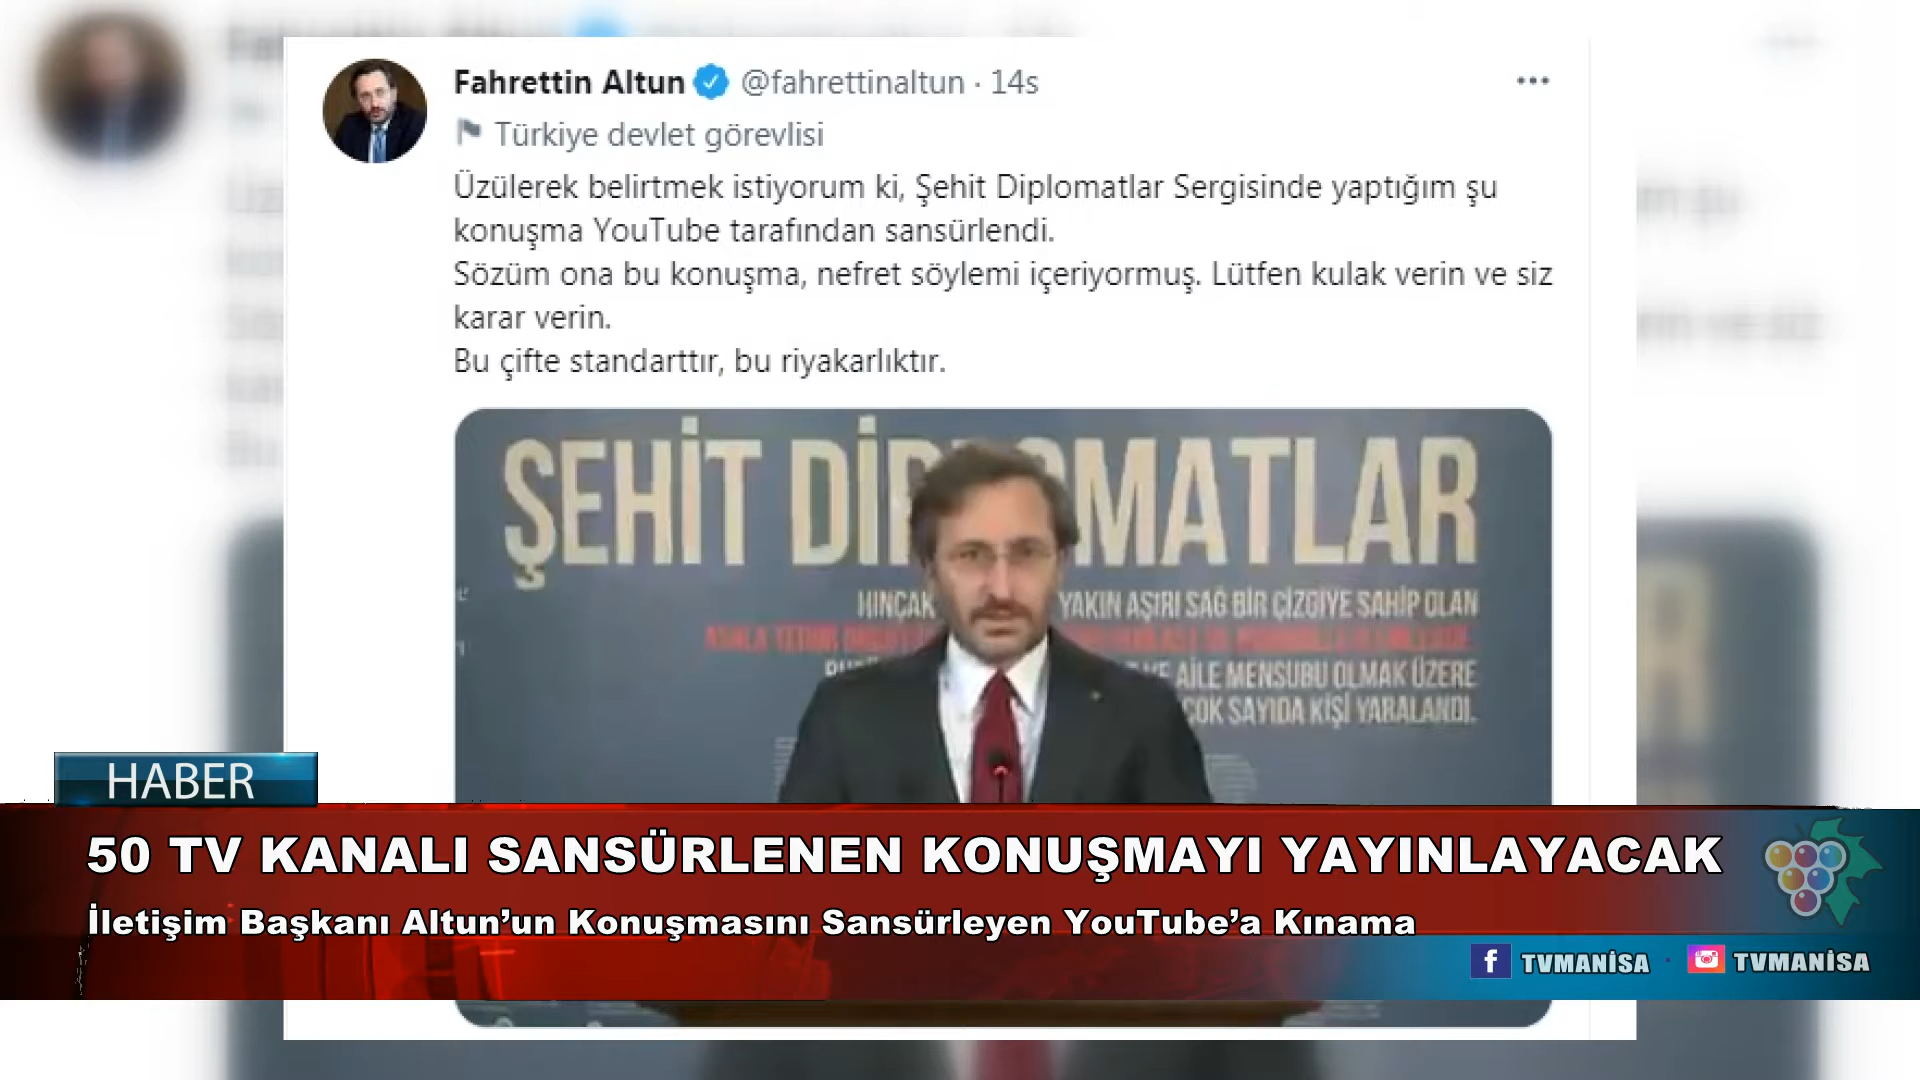 Fahrettin Altun @fahrettinaltun · 14s
Türkiye devlet görevlisi
Üzülerek belirtmek istiyorum ki, Şehit Diplomatlar Sergisinde yaptığım şu
konuşma YouTube tarafından sansürlendi.
Sözüm ona bu konuşma, nefret söylemi içeriyormuş. Lütfen kulak verin ve siz
karar verin.
Bu çifte standarttır, bu riyakarlıktır.
ŞEHİT DİPLOMATLAR
HINÇAK YAKIN AŞIRI SAĞ BİR ÇİZGİYE SAHİP OLAN
VE AİLE MENSUBU OLMAK ÜZERE
ÇOK SAYIDA KİŞİ YARALANDI.
HABER
50 TV KANALI SANSÜRLENEN KONUŞMAYI YAYINLAYACAK
İletişim Başkanı Altun’un Konuşmasını Sansürleyen YouTube’a Kınama
f TVMANİSA TVMANİSA